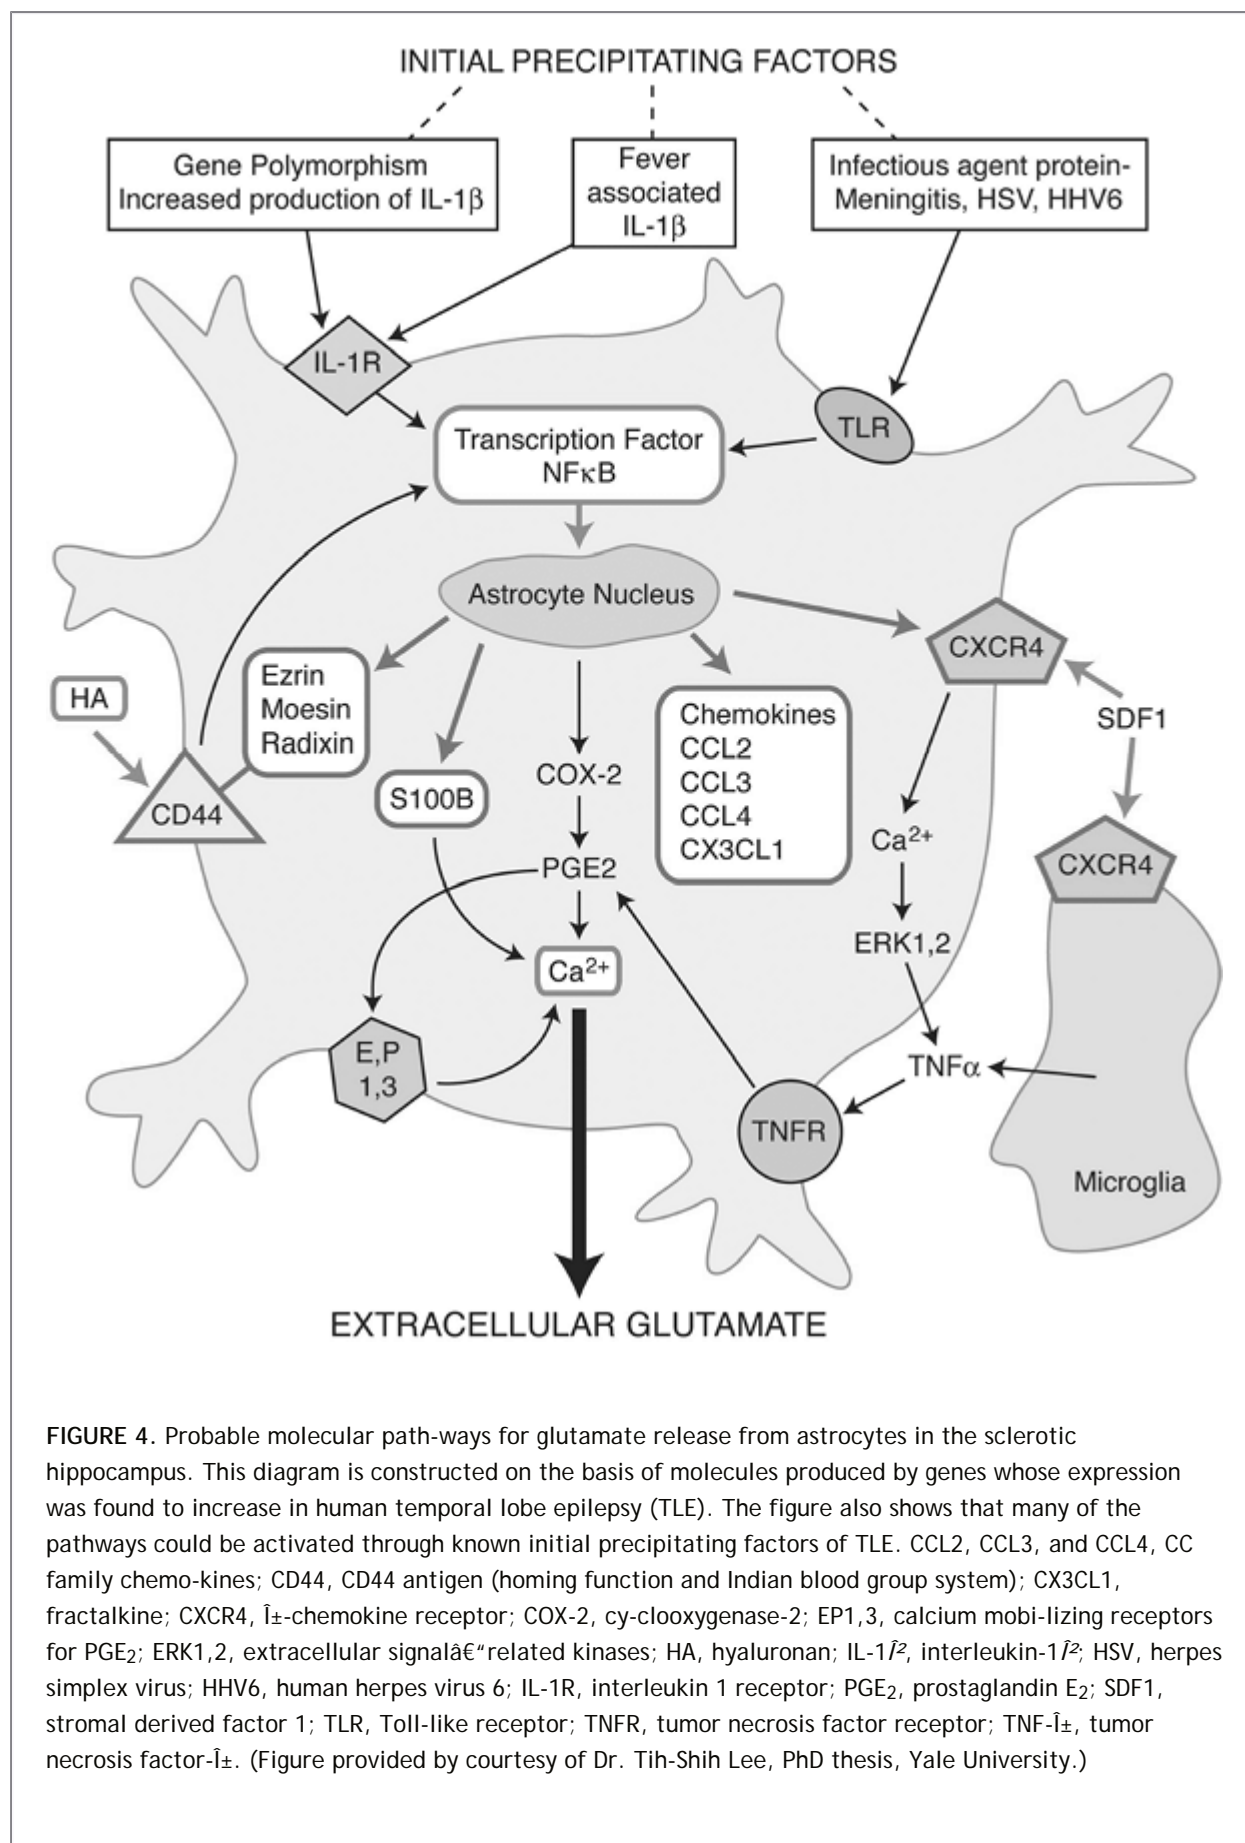 INITIAL PRECIPITATING FACTORS
Gene Polymorphism
Increased production of IL-1β
Fever
associated
IL-1β
Infectious agent protein-
Meningitis, HSV, HHV6
IL-1R
TLR
Transcription Factor
NFκB
Astrocyte Nucleus
CXCR4
HA
Ezrin
Moesin
Radixin
CD44
S100B
COX-2
PGE2
Ca²⁺
Chemokines
CCL2
CCL3
CCL4
CX3CL1
SDF1
Ca²⁺
CXCR4
ERK1,2
E,P
1,3
TNFα
TNFR
Microglia
EXTRACELLULAR GLUTAMATE
FIGURE 4. Probable molecular path-ways for glutamate release from astrocytes in the sclerotic
hippocampus. This diagram is constructed on the basis of molecules produced by genes whose expression
was found to increase in human temporal lobe epilepsy (TLE). The figure also shows that many of the
pathways could be activated through known initial precipitating factors of TLE. CCL2, CCL3, and CCL4, CC
family chemo-kines; CD44, CD44 antigen (homing function and Indian blood group system); CX3CL1,
fractalkine; CXCR4, Î±-chemokine receptor; COX-2, cy-clooxygenase-2; EP1,3, calcium mobi-lizing receptors
for PGE₂; ERK1,2, extracellular signalâ€“related kinases; HA, hyaluronan; IL-1Î², interleukin-1Î²; HSV, herpes
simplex virus; HHV6, human herpes virus 6; IL-1R, interleukin 1 receptor; PGE₂, prostaglandin E₂; SDF1,
stromal derived factor 1; TLR, Toll-like receptor; TNFR, tumor necrosis factor receptor; TNF-Î±, tumor
necrosis factor-Î±. (Figure provided by courtesy of Dr. Tih-Shih Lee, PhD thesis, Yale University.)